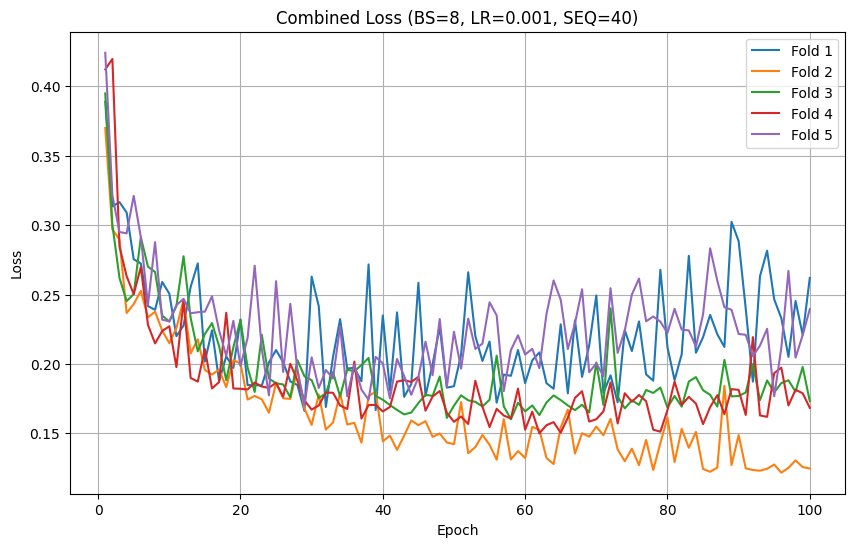 Combined Loss (BS=8, LR=0.001, SEQ=40)
Fold 1
Fold 2
Fold 3
Fold 4
Fold 5
0.40
0.35
0.30
0.25
0.20
0.15
Loss
0
20
40
60
80
100
Epoch